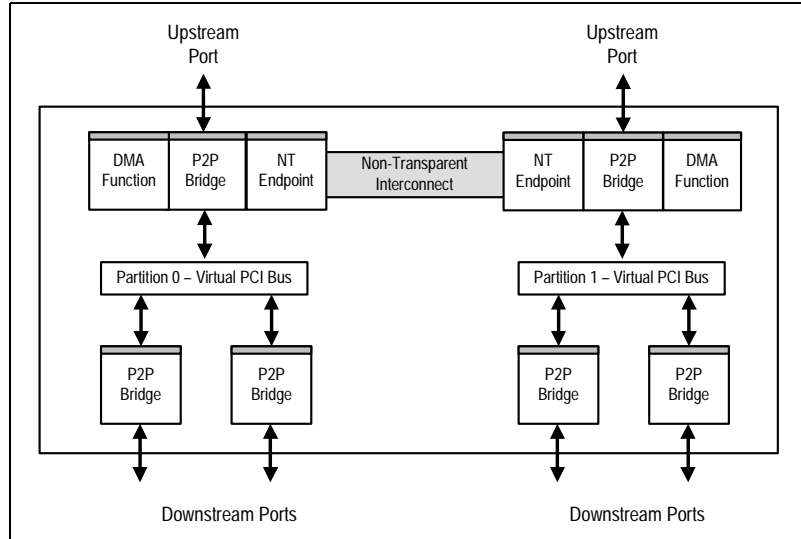 Upstream
Port
Upstream
Port
DMA
Function
P2P
Bridge
NT
Endpoint
Non-Transparent
Interconnect
NT
Endpoint
P2P
Bridge
DMA
Function
Partition 0 – Virtual PCI Bus
Partition 1 – Virtual PCI Bus
P2P
Bridge
P2P
Bridge
P2P
Bridge
P2P
Bridge
Downstream Ports
Downstream Ports